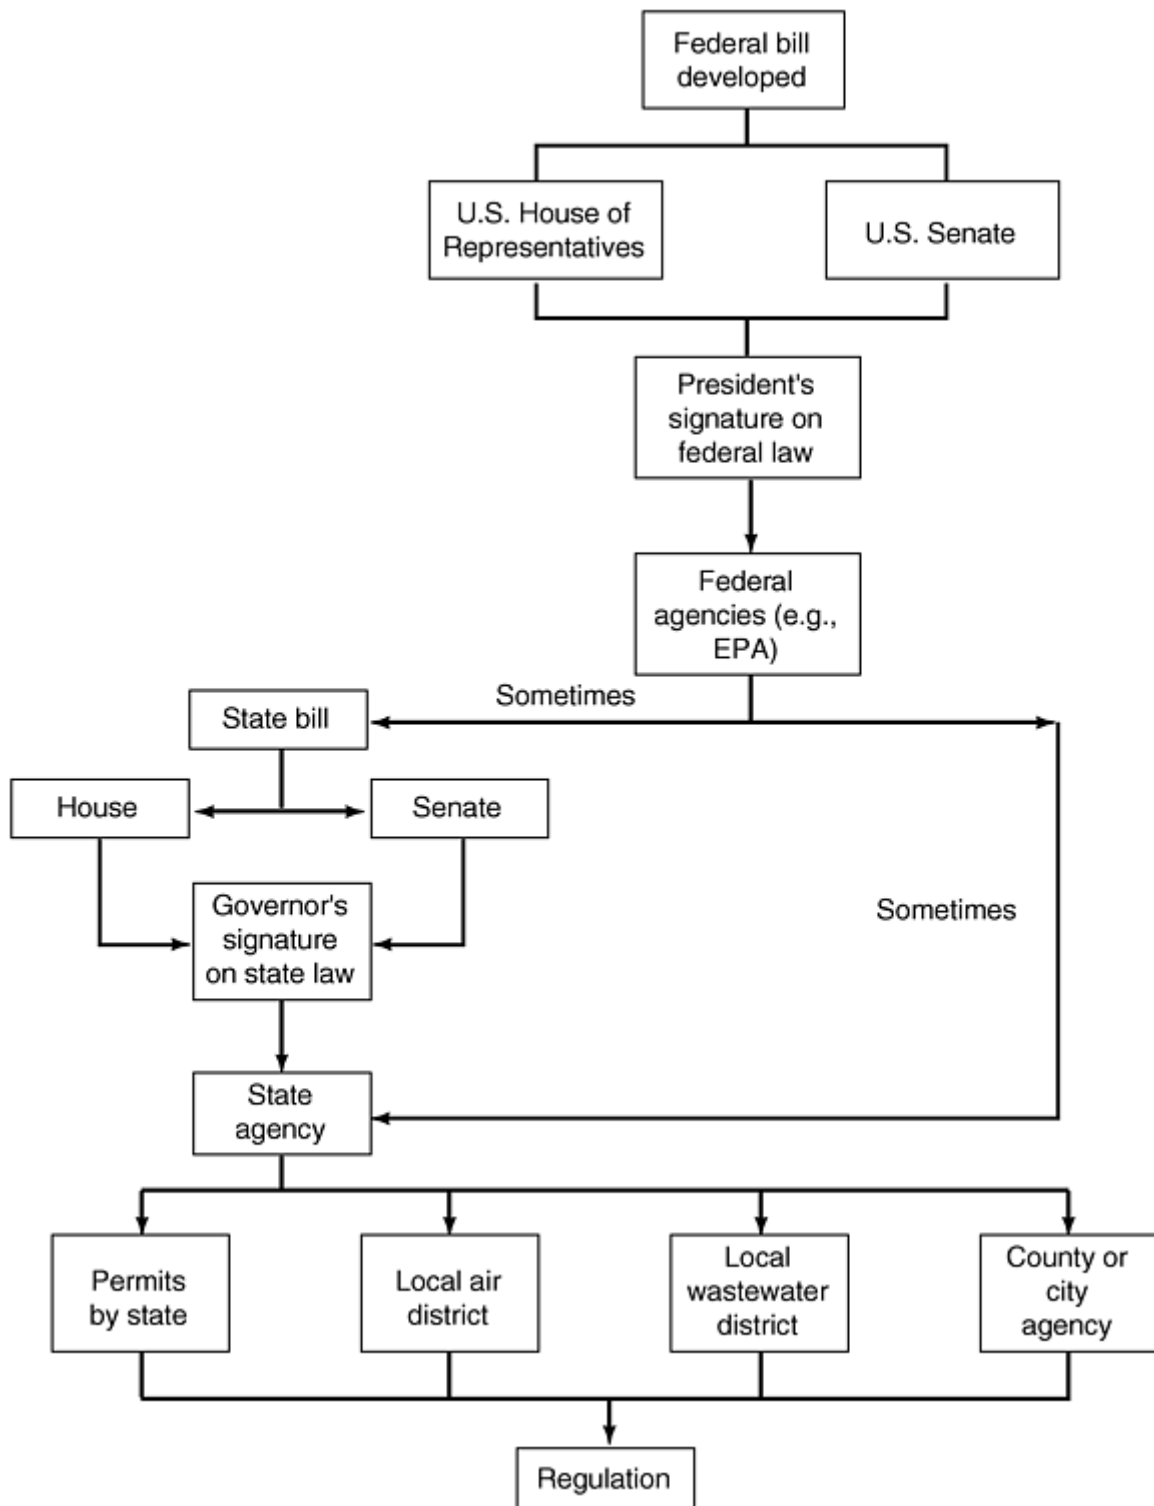 Federal bill
developed
U.S. House of
Representatives
U.S. Senate
President's
signature on
federal law
Federal
agencies (e.g.,
EPA)
Sometimes
State bill
House
Senate
Governor's
signature
on state law
Sometimes
State
agency
Permits
by state
Local air
district
Local
wastewater
district
County or
city
agency
Regulation